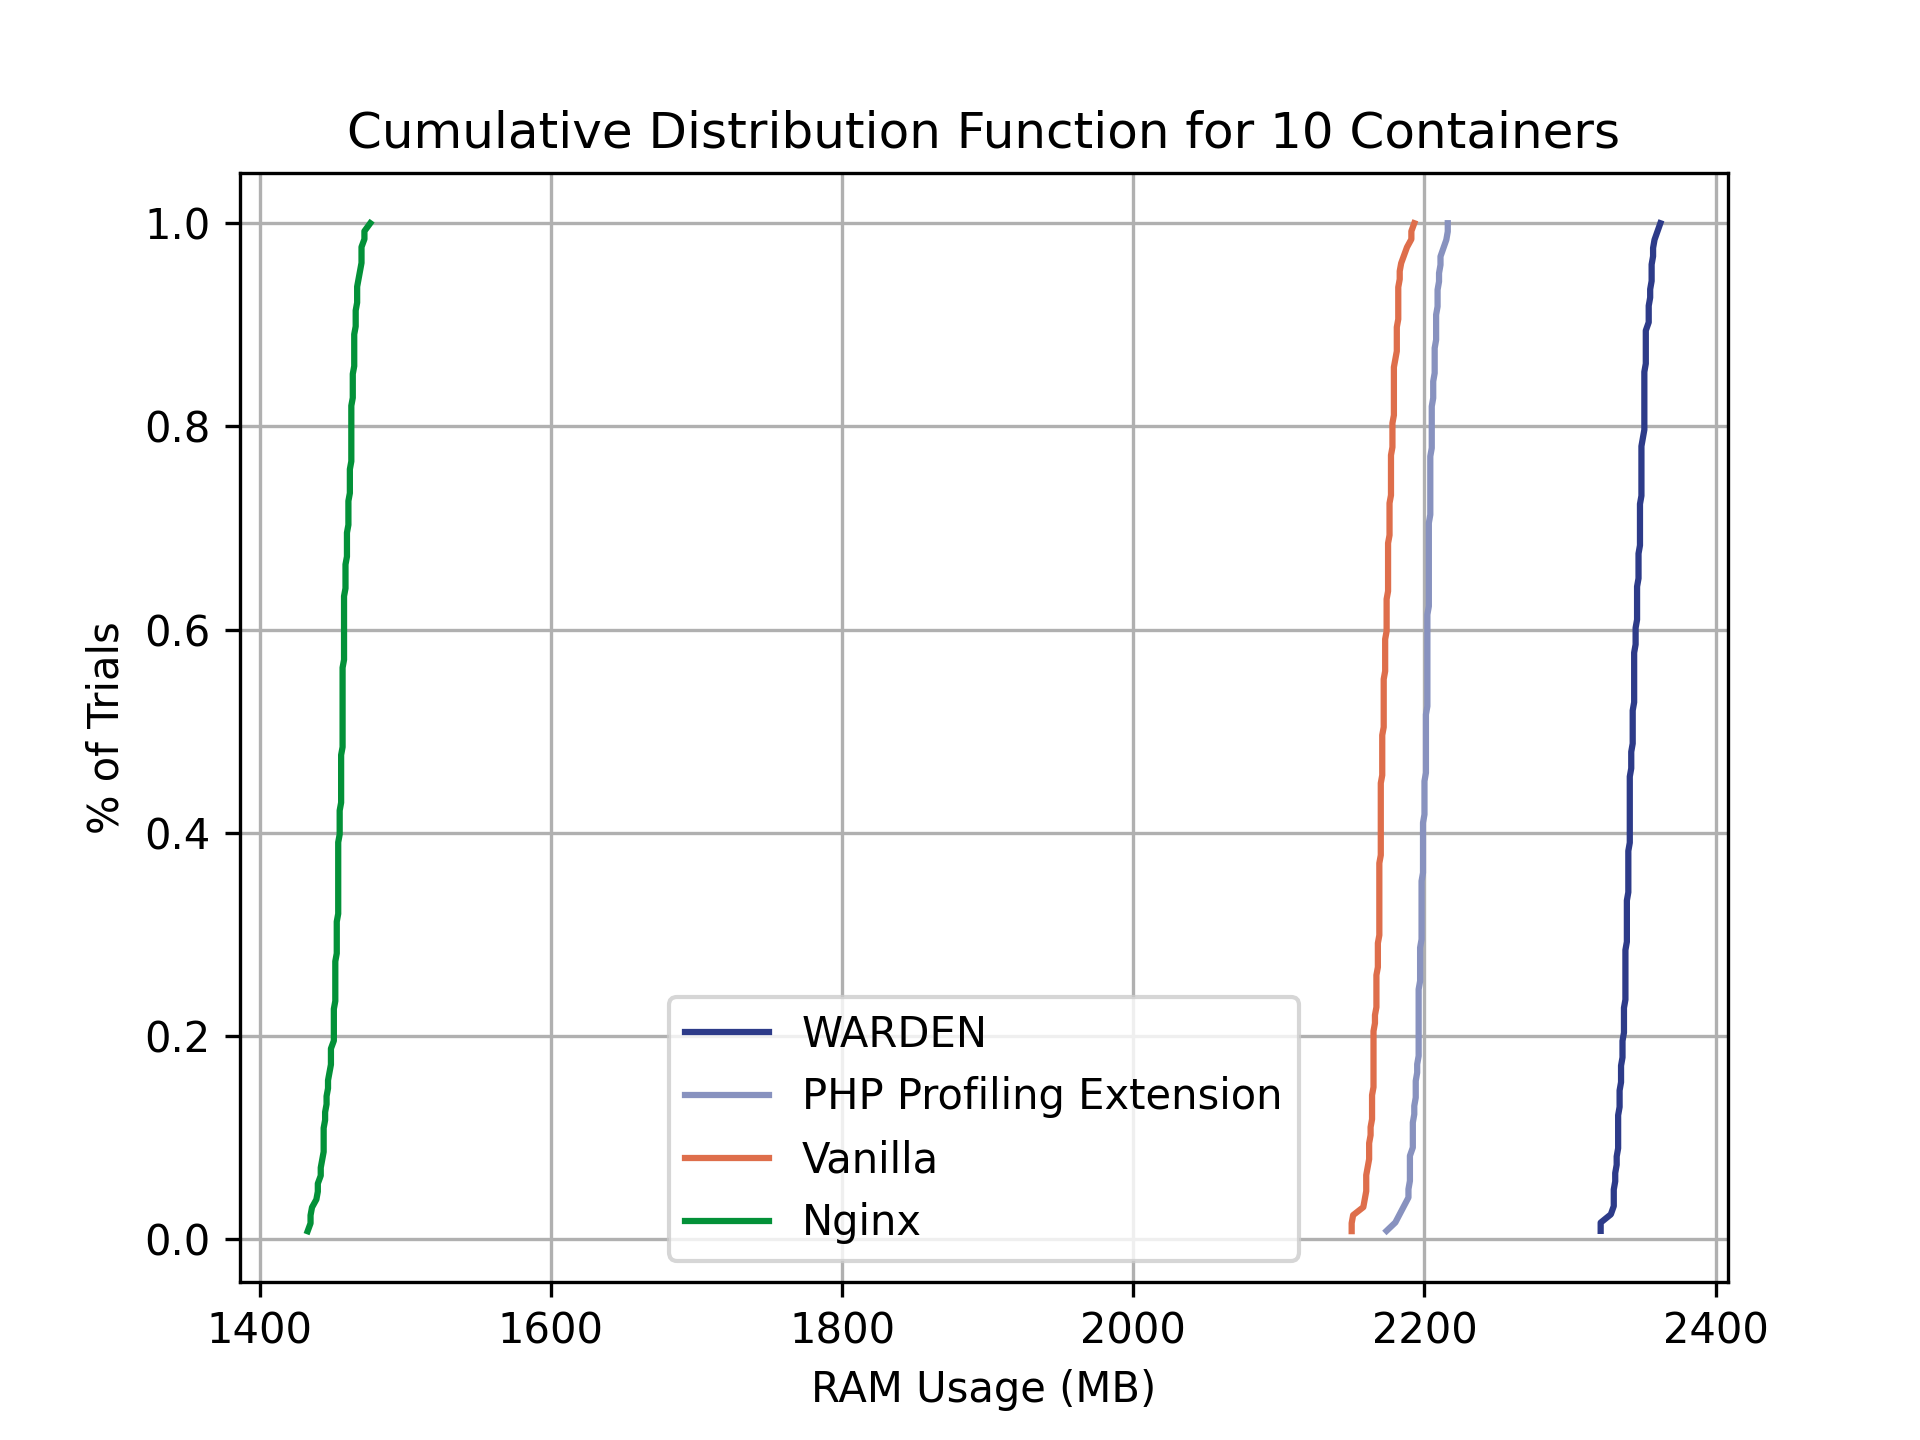 Cumulative Distribution Function for 10 Containers
1.0
0.8
0.6
0.4
0.2
0.0
% of Trials
WARDEN
PHP Profiling Extension
Vanilla
Nginx
1400 1600 1800 2000 2200 2400
RAM Usage (MB)